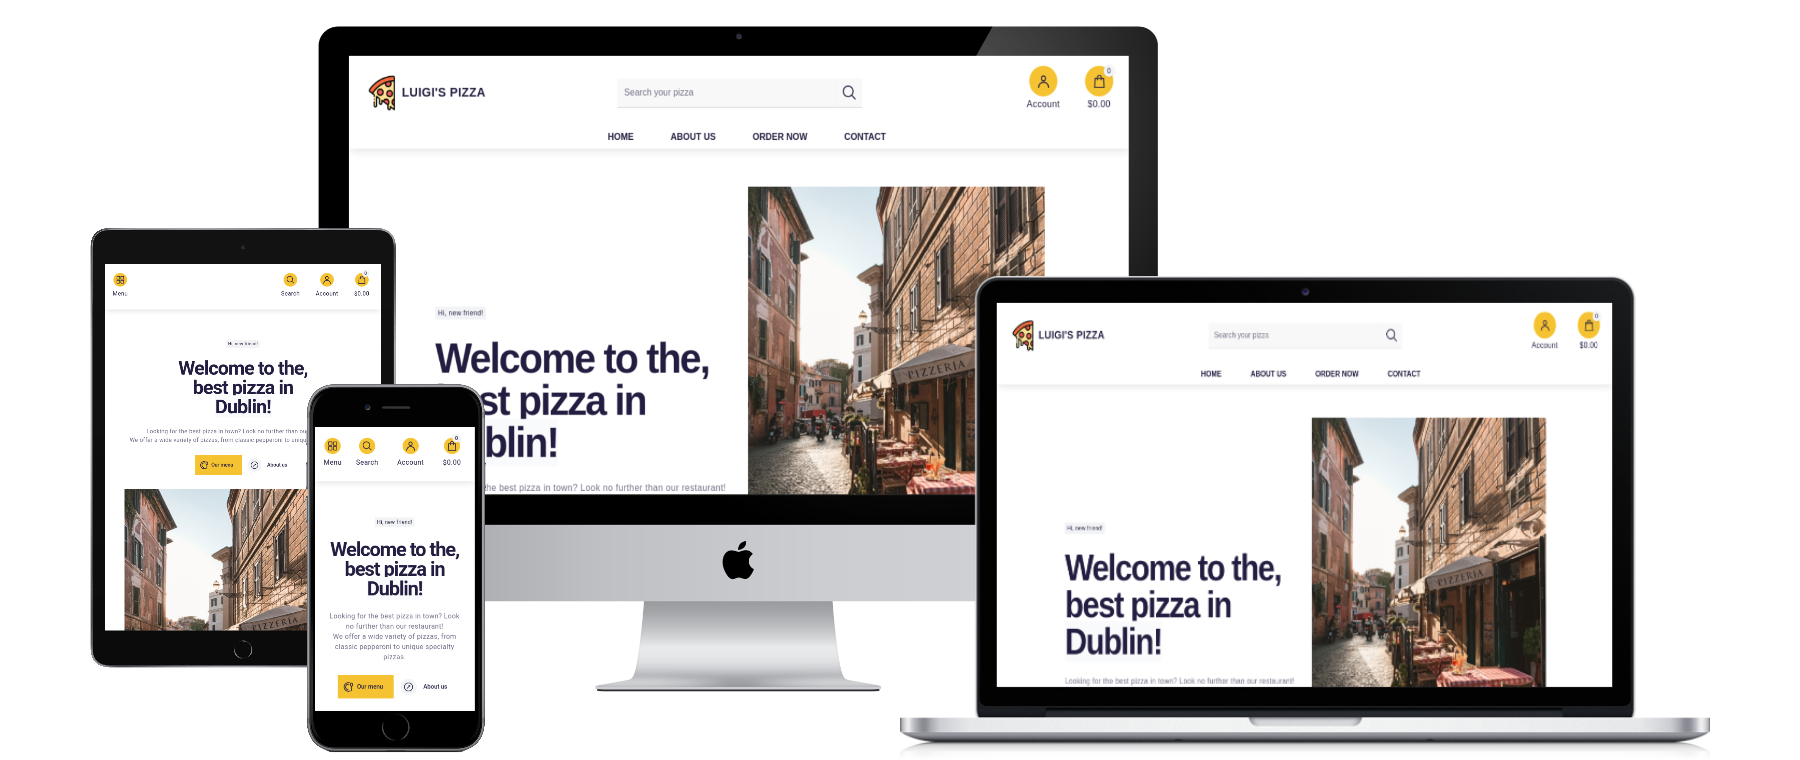 LUIGI'S PIZZA
Search your pizza
0
Account
$0.00
HOME ABOUT US ORDER NOW CONTACT
Hi, new friend!
Welcome to the,
st pizza in
blin!
he best pizza in town? Look no further than our restaurant!
PIZZERIA
0
Menu
Search
Account
$0.00
Hi, new friend!
Welcome to the,
best pizza in
Dublin!
Looking for the best pizza in town? Look no further than ou
We offer a wide variety of pizzas, from classic pepperoni to uniq
Our menu
About us
PIZZERIA
0
Menu
Search
Account
$0.00
Hi, new friend!
Welcome to the,
best pizza in
Dublin!
Looking for the best pizza in town? Look
no further than our restaurant!
We offer a wide variety of pizzas, from
classic pepperoni to unique specialty
pizzas.
Our menu
About us
LUIGI'S PIZZA
Search your pizza
0
Account
$0.00
HOME ABOUT US ORDER NOW CONTACT
Hi, new friend!
Welcome to the,
best pizza in
Dublin!
Looking for the best pizza in town? Look no further than our restaurant!
PIZZERIA